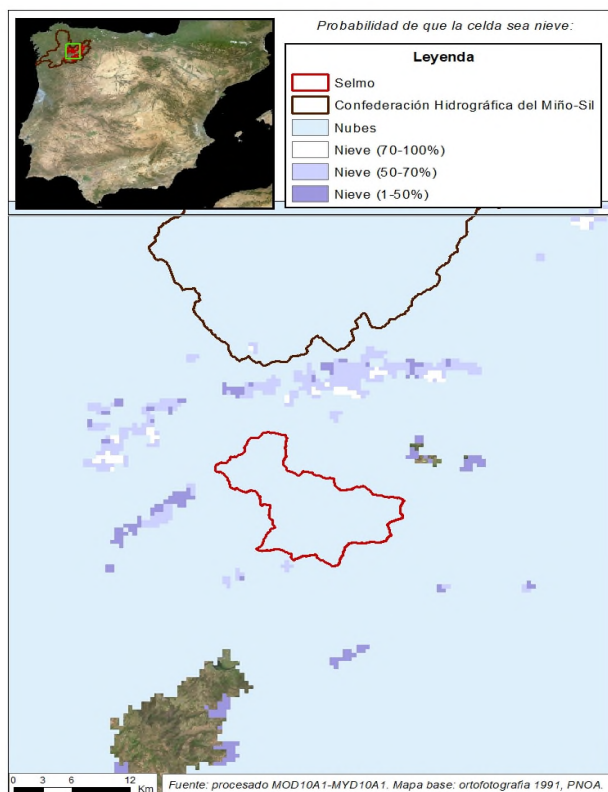 Probabilidad de que la celda sea nieve:
Leyenda
Selmo
Confederación Hidrográfica del Miño-Sil
Nubes
Nieve (70-100%)
Nieve (50-70%)
Nieve (1-50%)
0 3 6 12
Km
Fuente: procesado MOD10A1-MYD10A1. Mapa base: ortofotografía 1991, PNOA.